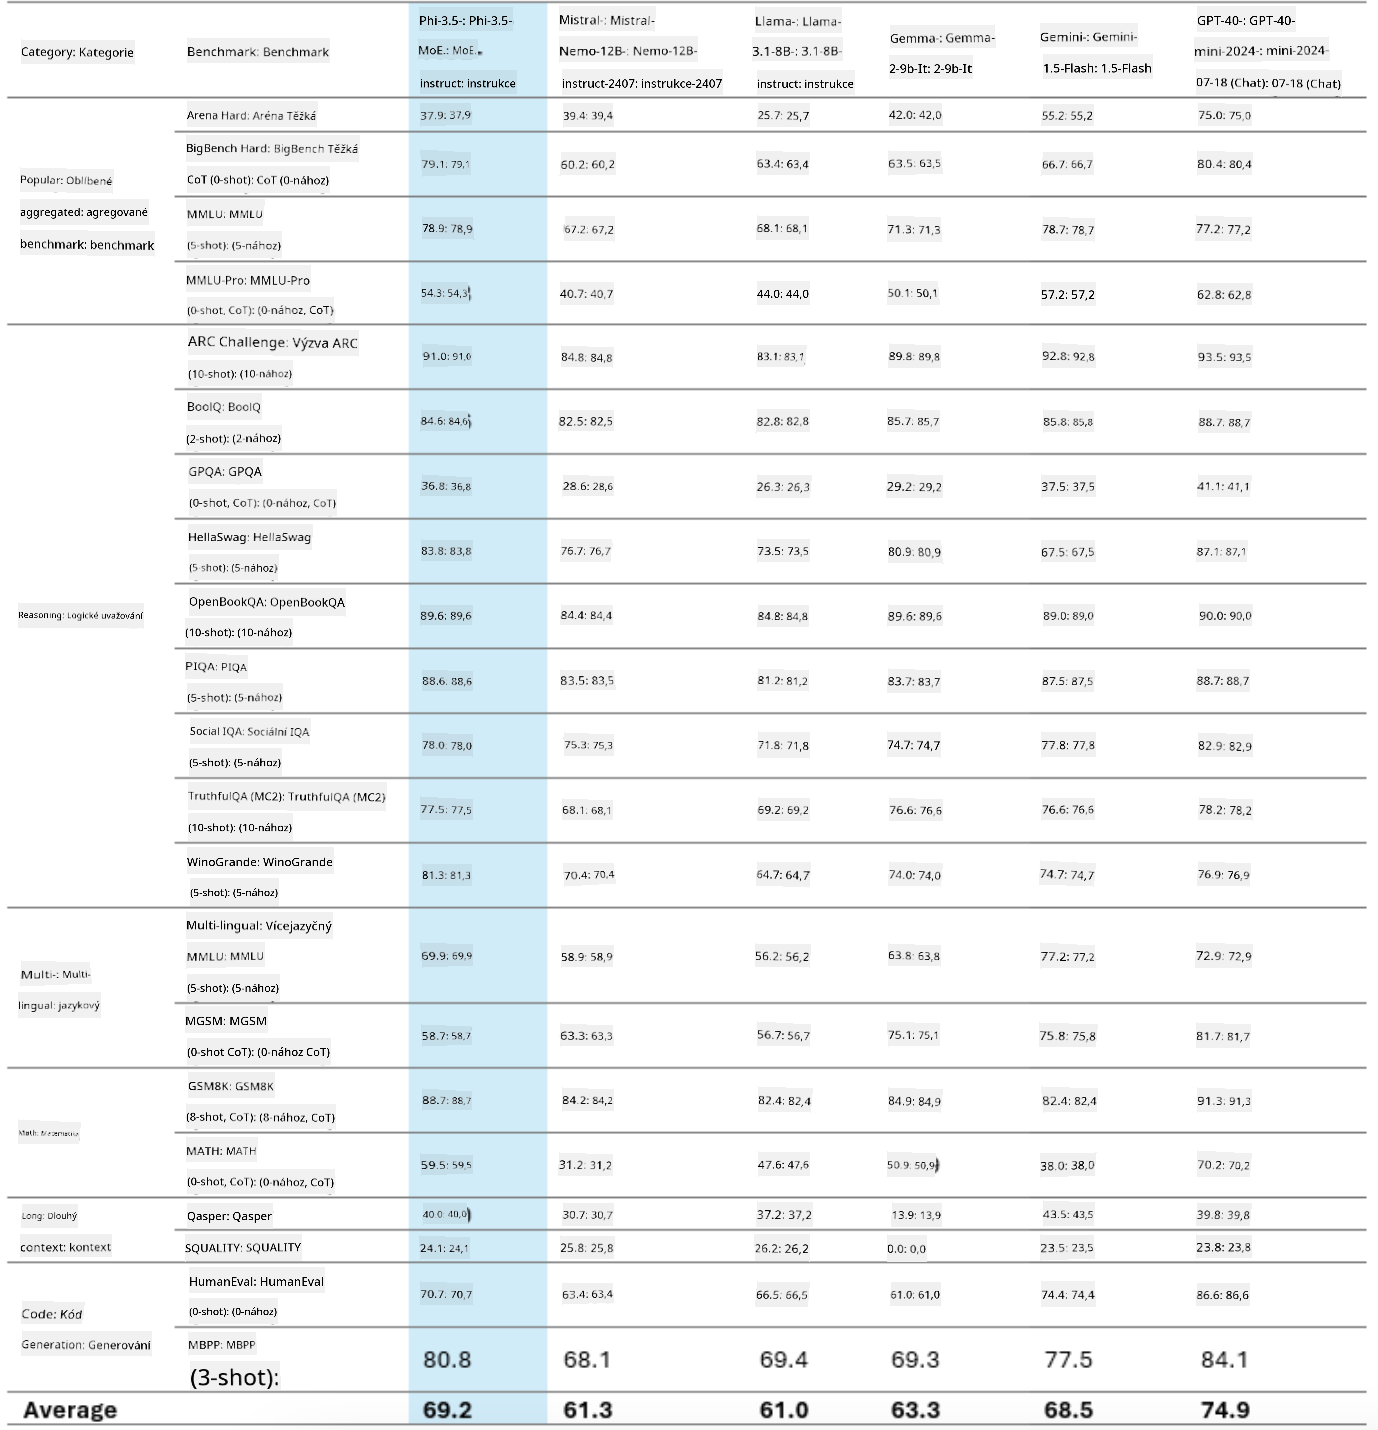 Category: Kategorie Benchmark: Benchmark Phi-3.5-: Phi-3.5- MoE.: MoE. instruct: instrukce Mistral-: Mistral- Nemo-12B-: Nemo-12B- instruct-2407: instrukce-2407 Llama-: Llama- 3.1-8B-: 3.1-8B- instruct: instrukce Gemma-: Gemma- 2-9b-It: 2-9b-It Gemini-: Gemini- 1.5-Flash: 1.5-Flash GPT-40-: GPT-40- mini-2024-: mini-2024- 07-18 (Chat): 07-18 (Chat)
Popular: Oblíbené
aggregated: agregované
benchmark: benchmark
Arena Hard: Aréna Těžká 37.9: 37,9 39.4: 39,4 25.7: 25,7 42.0: 42,0 55.2: 55,2 75.0: 75,0
BigBench Hard: BigBench Těžká
CoT (0-shot): CoT (0-nához) 79.1: 79,1 60.2: 60,2 63.4: 63,4 63.5: 63,5 66.7: 66,7 80.4: 80,4
MMLU: MMLU
(5-shot): (5-nához) 78.9: 78,9 67.2: 67,2 68.1: 68,1 71.3: 71,3 78.7: 78,7 77.2: 77,2
MMLU-Pro: MMLU-Pro
(0-shot, CoT): (0-nához, CoT) 54.3: 54,3 40.7: 40,7 44.0: 44,0 50.1: 50,1 57.2: 57,2 62.8: 62,8
Reasoning: Logické uvažování
ARC Challenge: Výzva ARC
(10-shot): (10-nához) 91.0: 91,0 84.8: 84,8 83.1: 83,1 89.8: 89,8 92.8: 92,8 93.5: 93,5
BoolQ: BoolQ
(2-shot): (2-nához) 84.6: 84,6 82.5: 82,5 82.8: 82,8 85.7: 85,7 85.8: 85,8 88.7: 88,7
GPQA: GPQA
(0-shot, CoT): (0-nához, CoT) 36.8: 36,8 28.6: 28,6 26.3: 26,3 29.2: 29,2 37.5: 37,5 41.1: 41,1
HellaSwag: HellaSwag
(5-shot): (5-nához) 83.8: 83,8 76.7: 76,7 73.5: 73,5 80.9: 80,9 67.5: 67,5 87.1: 87,1
OpenBookQA: OpenBookQA
(10-shot): (10-nához) 89.6: 89,6 84.4: 84,4 84.8: 84,8 89.6: 89,6 89.0: 89,0 90.0: 90,0
PIQA: PIQA
(5-shot): (5-nához) 88.6: 88,6 83.5: 83,5 81.2: 81,2 83.7: 83,7 87.5: 87,5 88.7: 88,7
Social IQA: Sociální IQA
(5-shot): (5-nához) 78.0: 78,0 75.3: 75,3 71.8: 71,8 74.7: 74,7 77.8: 77,8 82.9: 82,9
TruthfulQA (MC2): TruthfulQA (MC2)
(10-shot): (10-nához) 77.5: 77,5 68.1: 68,1 69.2: 69,2 76.6: 76,6 76.6: 76,6 78.2: 78,2
WinoGrande: WinoGrande
(5-shot): (5-nához) 81.3: 81,3 70.4: 70,4 64.7: 64,7 74.0: 74,0 74.7: 74,7 76.9: 76,9
Multi-: Multi-
lingual: jazykový
Multi-lingual: Vícejazyčný
MMLU: MMLU
(5-shot): (5-nához) 69.9: 69,9 58.9: 58,9 56.2: 56,2 63.8: 63,8 77.2: 77,2 72.9: 72,9
MGSM: MGSM
(0-shot CoT): (0-nához CoT) 58.7: 58,7 63.3: 63,3 56.7: 56,7 75.1: 75,1 75.8: 75,8 81.7: 81,7
Math: Matematika
GSM8K: GSM8K
(8-shot, CoT): (8-nához, CoT) 88.7: 88,7 84.2: 84,2 82.4: 82,4 84.9: 84,9 82.4: 82,4 91.3: 91,3
MATH: MATH
(0-shot, CoT): (0-nához, CoT) 59.5: 59,5 31.2: 31,2 47.6: 47,6 50.9: 50,9 38.0: 38,0 70.2: 70,2
Long: Dlouhý
context: kontext
Qasper: Qasper 40.0: 40,0 30.7: 30,7 37.2: 37,2 13.9: 13,9 43.5: 43,5 39.8: 39,8
SQUALITY: SQUALITY 24.1: 24,1 25.8: 25,8 26.2: 26,2 0.0: 0,0 23.5: 23,5 23.8: 23,8
Code: Kód
Generation: Generování
HumanEval: HumanEval
(0-shot): (0-nához) 70.7: 70,7 63.4: 63,4 66.5: 66,5 61.0: 61,0 74.4: 74,4 86.6: 86,6
MBPP: MBPP
(3-shot): 80.8 68.1 69.4 69.3 77.5 84.1
Average 69.2 61.3 61.0 63.3 68.5 74.9